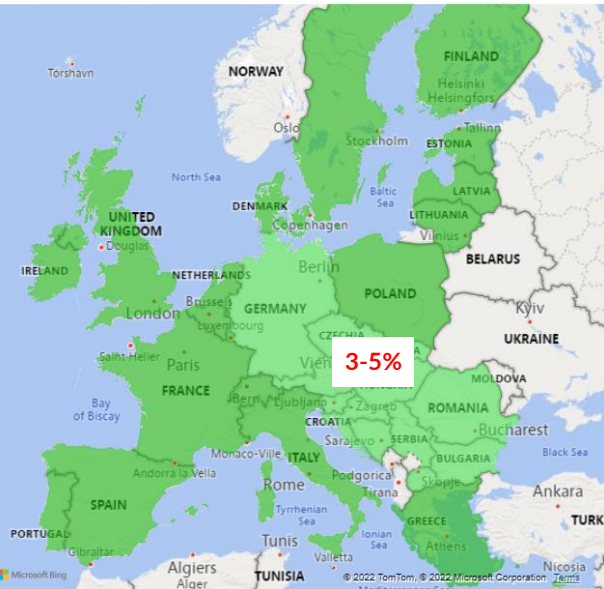 FINLAND
Helsinki
Helsingfors
Tórshavn
NORWAY
Oslo
Stockholm
Tallinn
ESTONIA
North Sea
Baltic
Sea
LATVIA
DENMARK
Copenhagen
LITHUANIA
Vilnius
UNITED
KINGDOM
Douglas
BELARUS
IRELAND
NETHERLANDS
Berlin
POLAND
London
Brussels
GERMANY
Kyiv
Luxembourg
CZECHIA
UKRAINE
Saint Helier
Paris
3-5%
MOLDOVA
FRANCE
Bern
Ljubljana
Zagreb
ROMANIA
Bay
of Biscay
CROATIA
Bucharest
Sarajevo
SERBIA
Monaco-Ville
ITALY
BULGARIA
Black Sea
Andorra la Vella
Rome
Podgorica
Skopje
Tirana
Ankara
SPAIN
Tyrrhenian
Sea
GREECE
TURK
PORTUGAL
Ionian
Sea
Athens
Gibraltar
Tunis
Valletta
Algiers
Alger
TUNISIA
Nicosia
Microsoft Bing
© 2022 TomTom, © 2022 Microsoft Corporation Terms